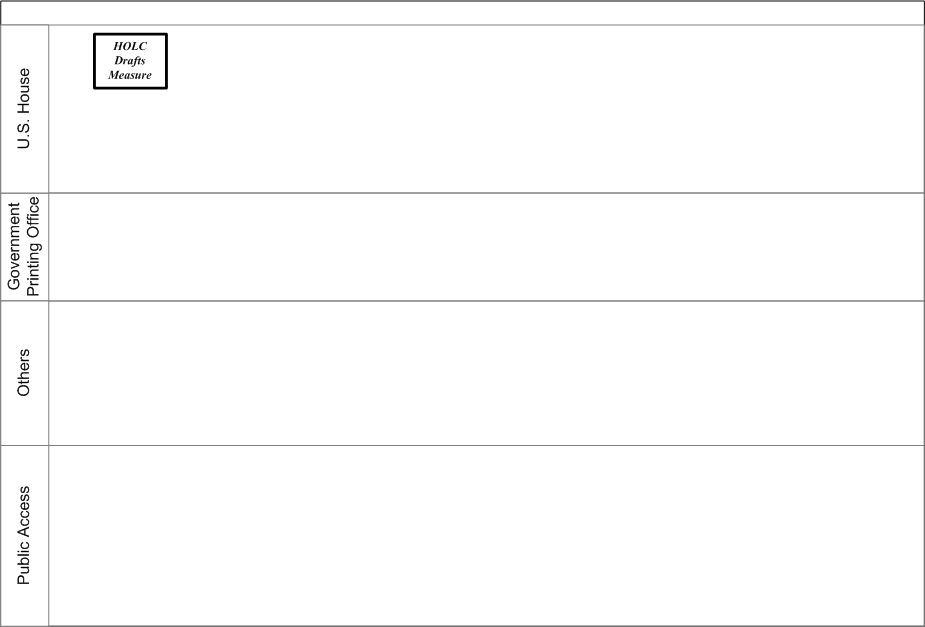 HOLC
Drafts
Measure
U.S. House
Government
Printing Office
Others
Public Access